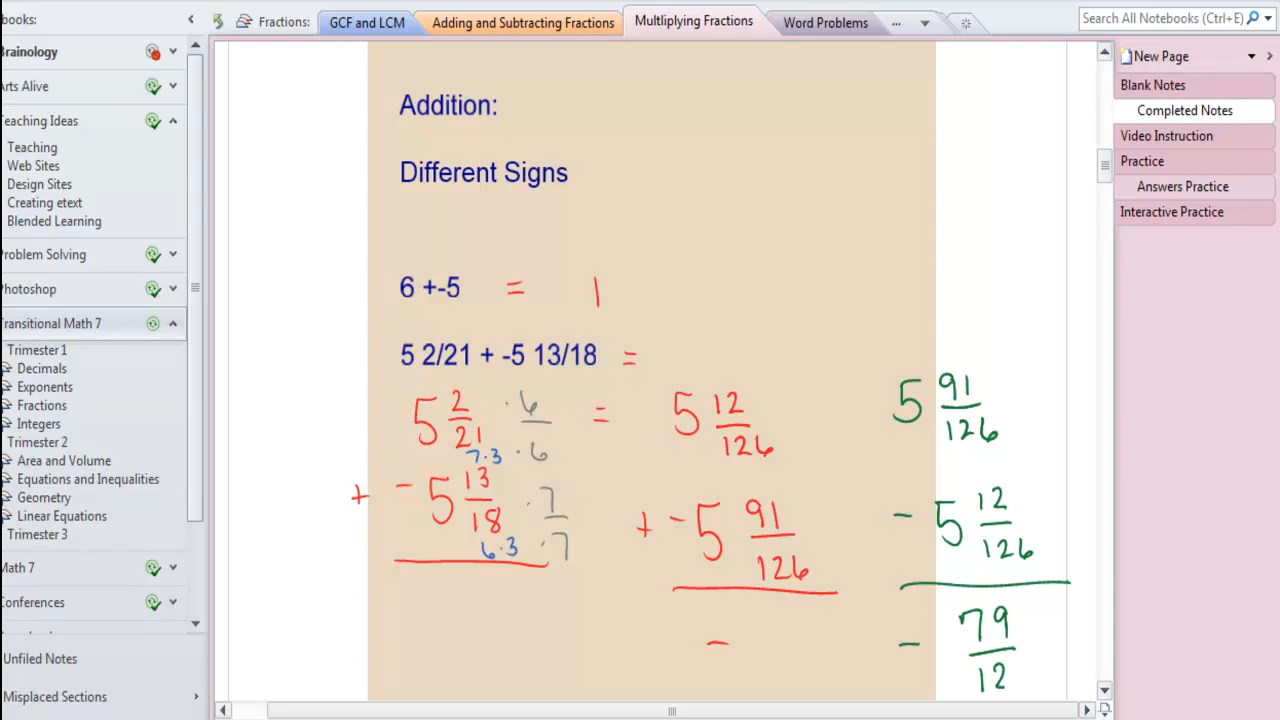 ooks:
Fractions:
GCF and LCM
Adding and Subtracting Fractions
Multiplying Fractions
Word Problems
...
Search All Notebooks (Ctrl+E)
Brainology
Arts Alive
Teaching Ideas
Teaching
Web Sites
Design Sites
Creating etext
Blended Learning
Problem Solving
Photoshop
Transitional Math 7
Trimester 1
Decimals
Exponents
Fractions
Integers
Trimester 2
Area and Volume
Equations and Inequalities
Geometry
Linear Equations
Trimester 3
Math 7
Conferences
Unfiled Notes
Misplaced Sections
Addition:
Different Signs
6 +-5 = 1
5 2/21 + -5 13/18 =
5 2/21 · 6/6 = 5 12/126
7·3 · 6
+ - 5 13/18 · 7/7
6·3
+ - 5 91/126
-
5 91/126
- 5 12/126
- 79/12
New Page
Blank Notes
Completed Notes
Video Instruction
Practice
Answers Practice
Interactive Practice